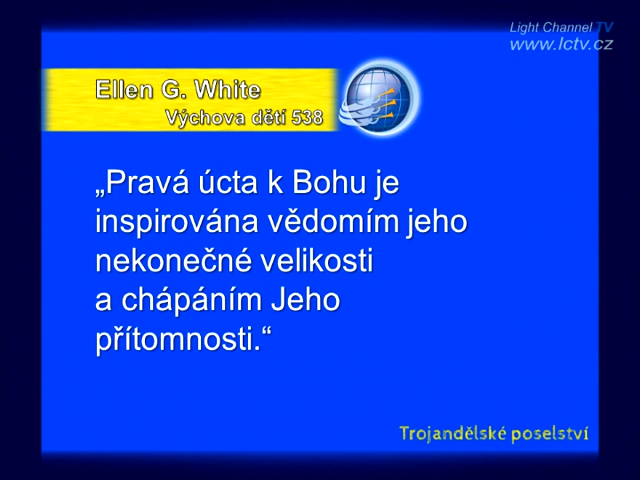 Light Channel TV
www.lctv.cz
Ellen G. White
Výchova dětí 538
„Pravá úcta k Bohu je
inspirována vědomím jeho
nekonečné velikosti
a chápáním Jeho
přítomnosti.“
Trojandělské poselství